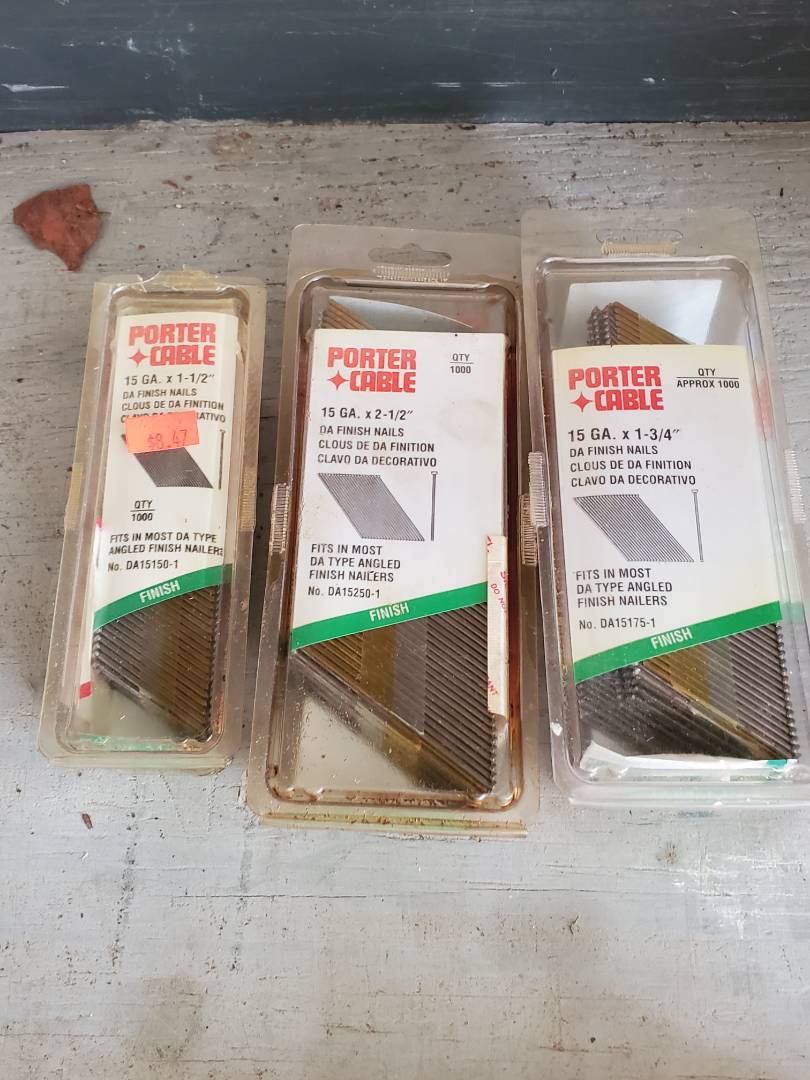 PORTER
CABLE
15 GA. x 1-1/2"
DA FINISH NAILS
CLOUS DE DA FINITION
CLAVO DA DECORATIVO
$8.47
QTY
1000
FITS IN MOST DA TYPE
ANGLED FINISH NAILERS
No. DA15150-1
FINISH
PORTER
CABLE
QTY
1000
15 GA. x 2-1/2"
DA FINISH NAILS
CLOUS DE DA FINITION
CLAVO DA DECORATIVO
FITS IN MOST
DA TYPE ANGLED
FINISH NAILERS
No. DA15250-1
FINISH
PORTER
CABLE
QTY
APPROX 1000
15 GA. x 1-3/4"
DA FINISH NAILS
CLOUS DE DA FINITION
CLAVO DA DECORATIVO
FITS IN MOST
DA TYPE ANGLED
FINISH NAILERS
No. DA15175-1
FINISH